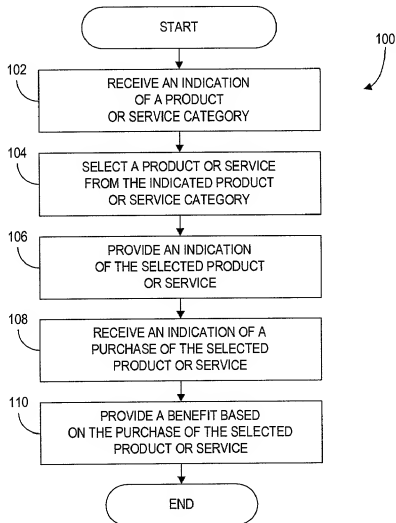 START
100
102
RECEIVE AN INDICATION
OF A PRODUCT
OR SERVICE CATEGORY
104
SELECT A PRODUCT OR SERVICE
FROM THE INDICATED PRODUCT
OR SERVICE CATEGORY
106
PROVIDE AN INDICATION
OF THE SELECTED PRODUCT
OR SERVICE
108
RECEIVE AN INDICATION OF A
PURCHASE OF THE SELECTED
PRODUCT OR SERVICE
110
PROVIDE A BENEFIT BASED
ON THE PURCHASE OF THE SELECTED
PRODUCT OR SERVICE
END